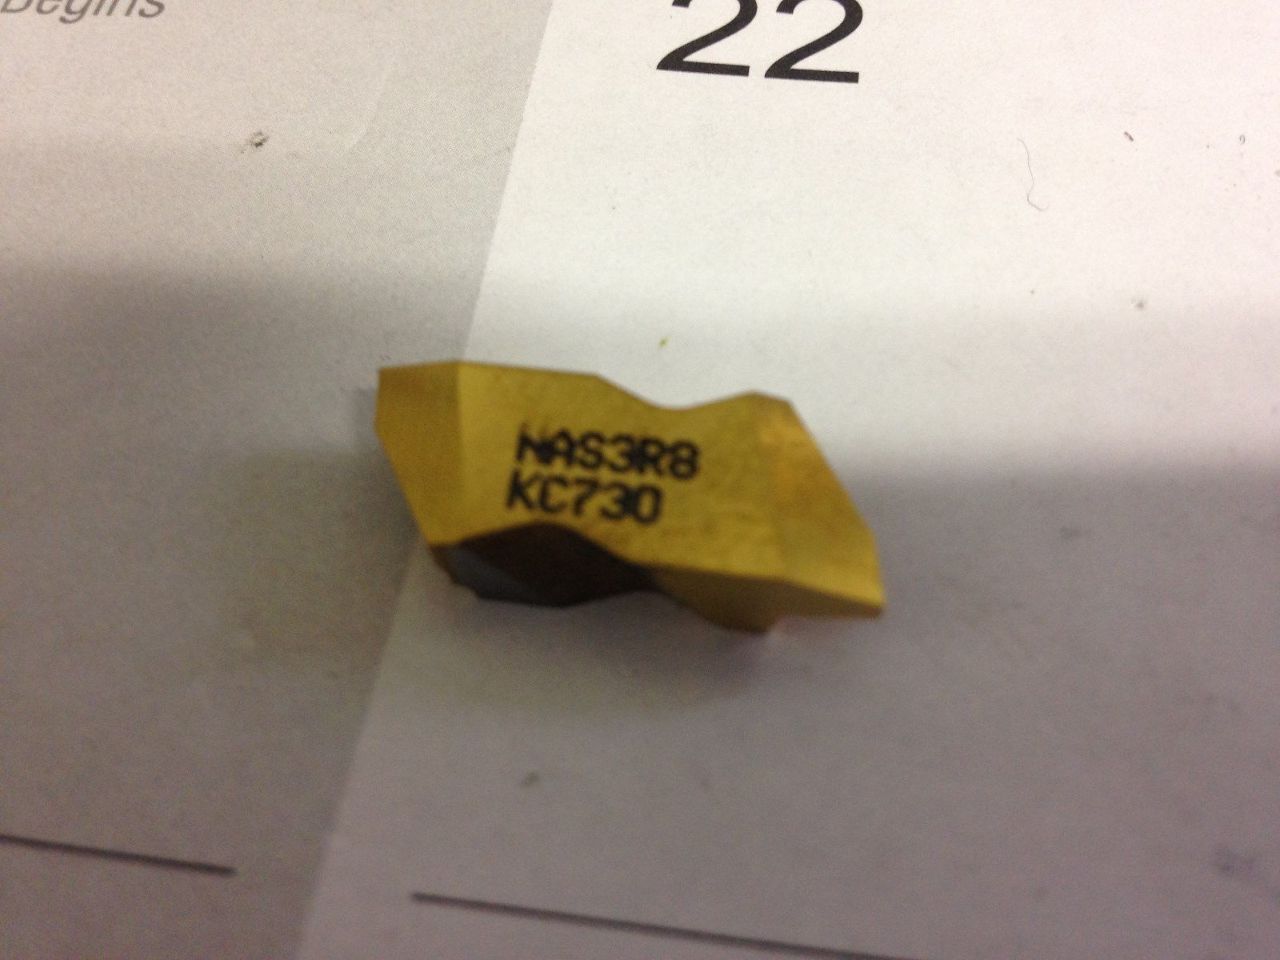 Begins
22
NAS3R8
KC730